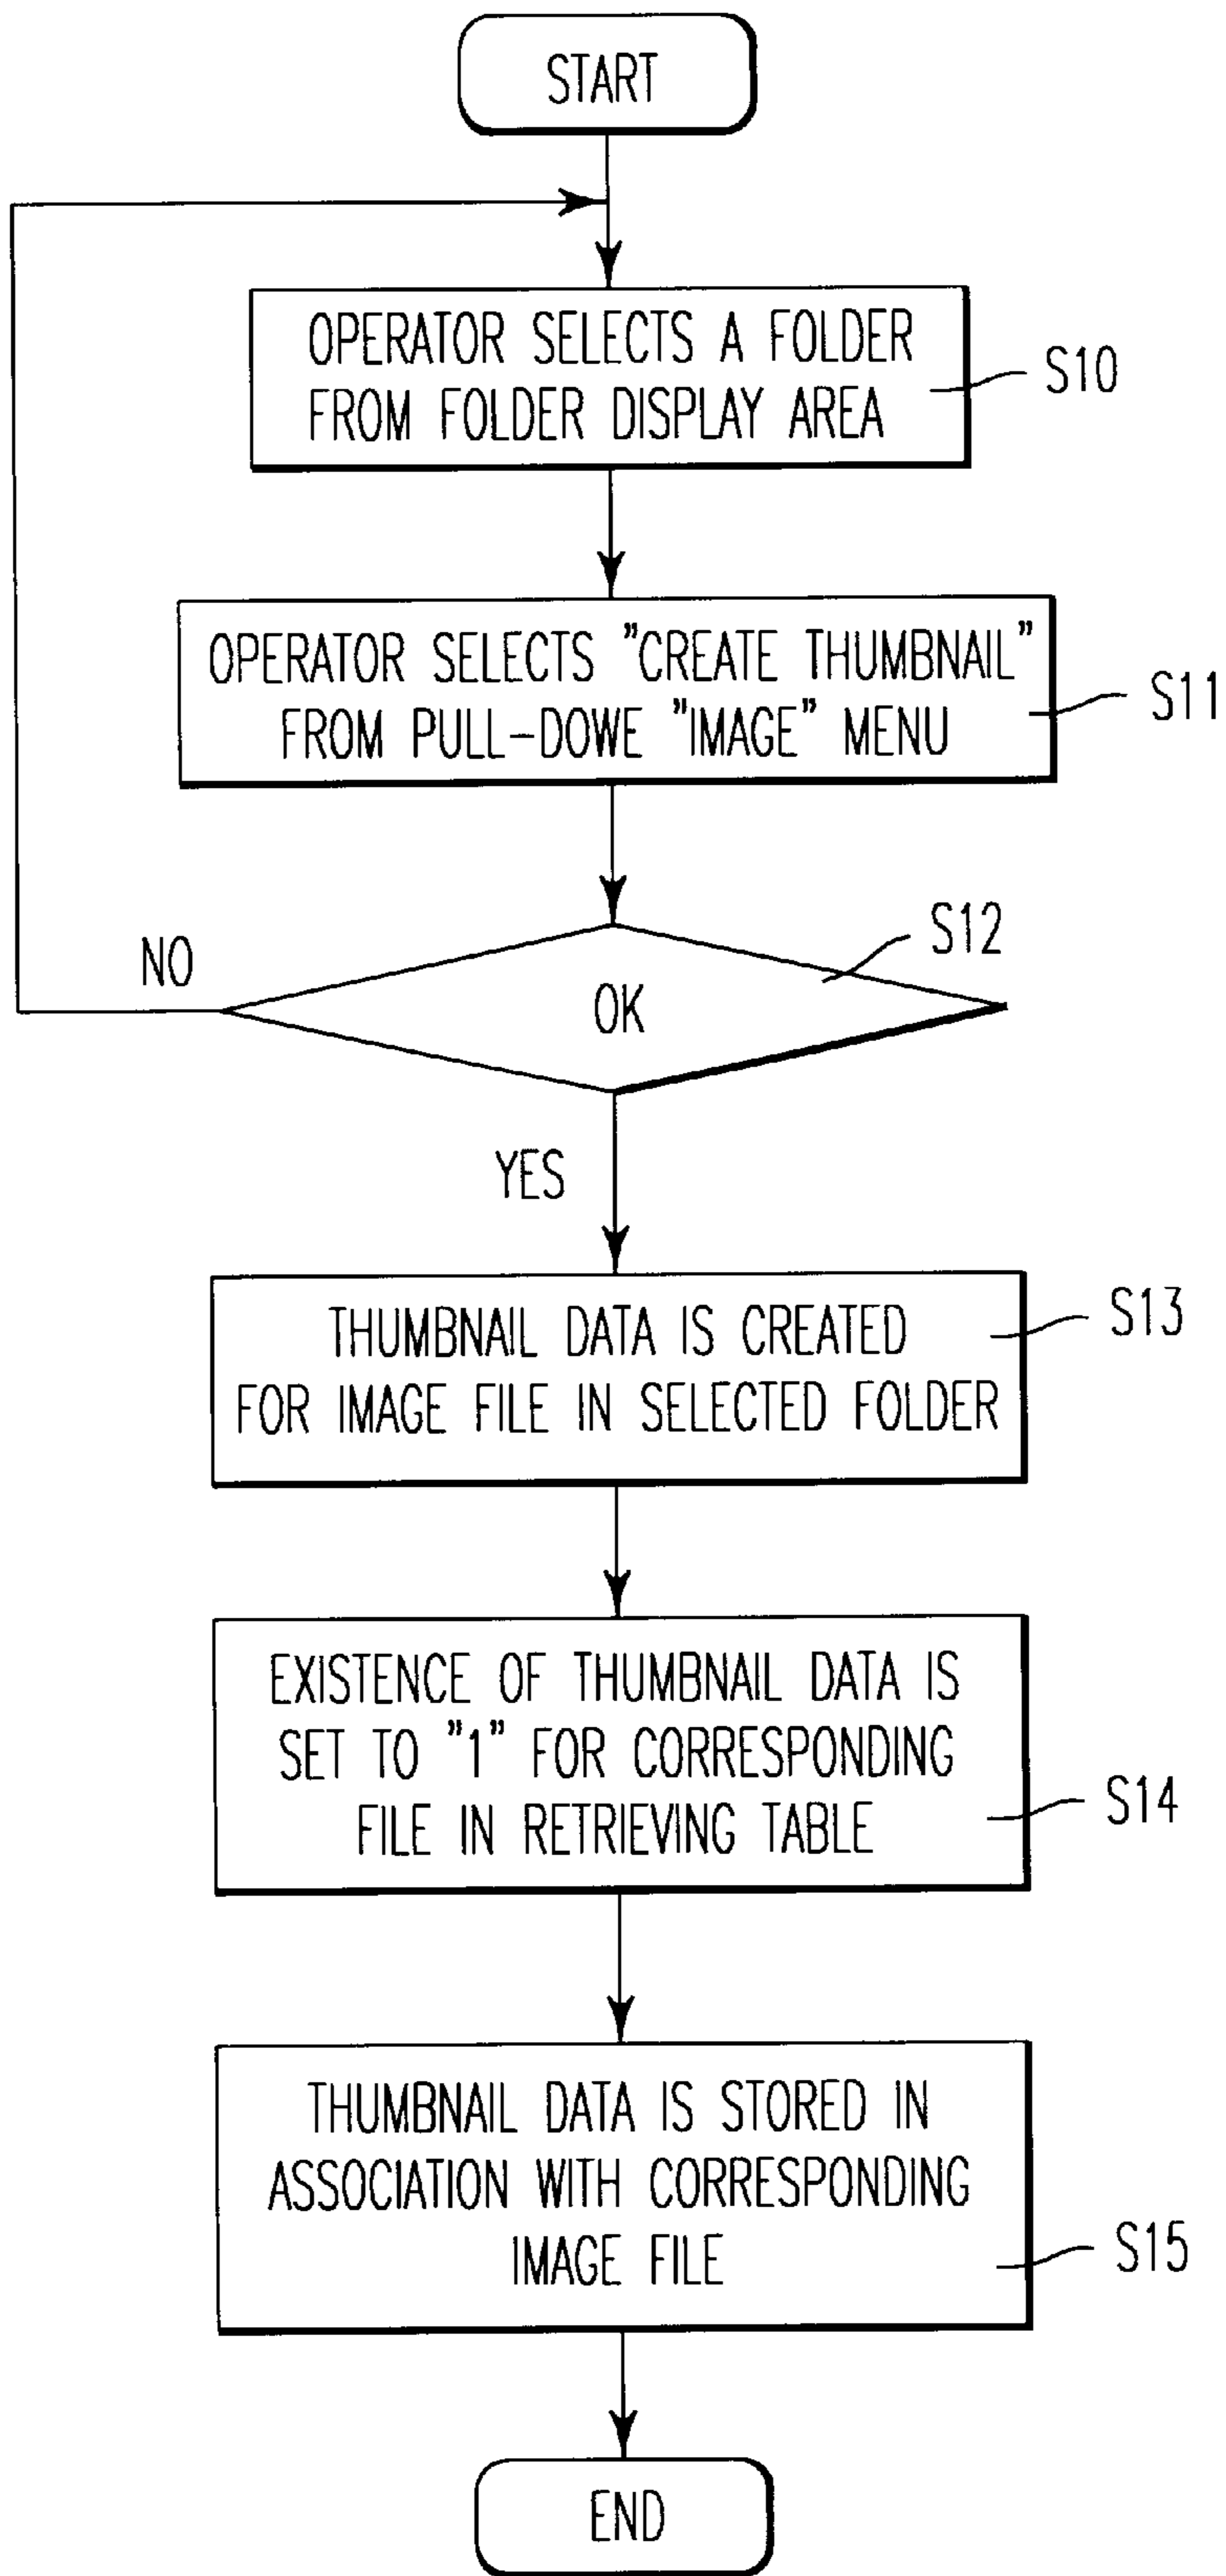 START
OPERATOR SELECTS A FOLDER
FROM FOLDER DISPLAY AREA
S10
OPERATOR SELECTS "CREATE THUMBNAIL"
FROM PULL-DOWE "IMAGE" MENU
S11
S12
NO
OK
YES
THUMBNAIL DATA IS CREATED
FOR IMAGE FILE IN SELECTED FOLDER
S13
EXISTENCE OF THUMBNAIL DATA IS
SET TO "1" FOR CORRESPONDING
FILE IN RETRIEVING TABLE
S14
THUMBNAIL DATA IS STORED IN
ASSOCIATION WITH CORRESPONDING
IMAGE FILE
S15
END